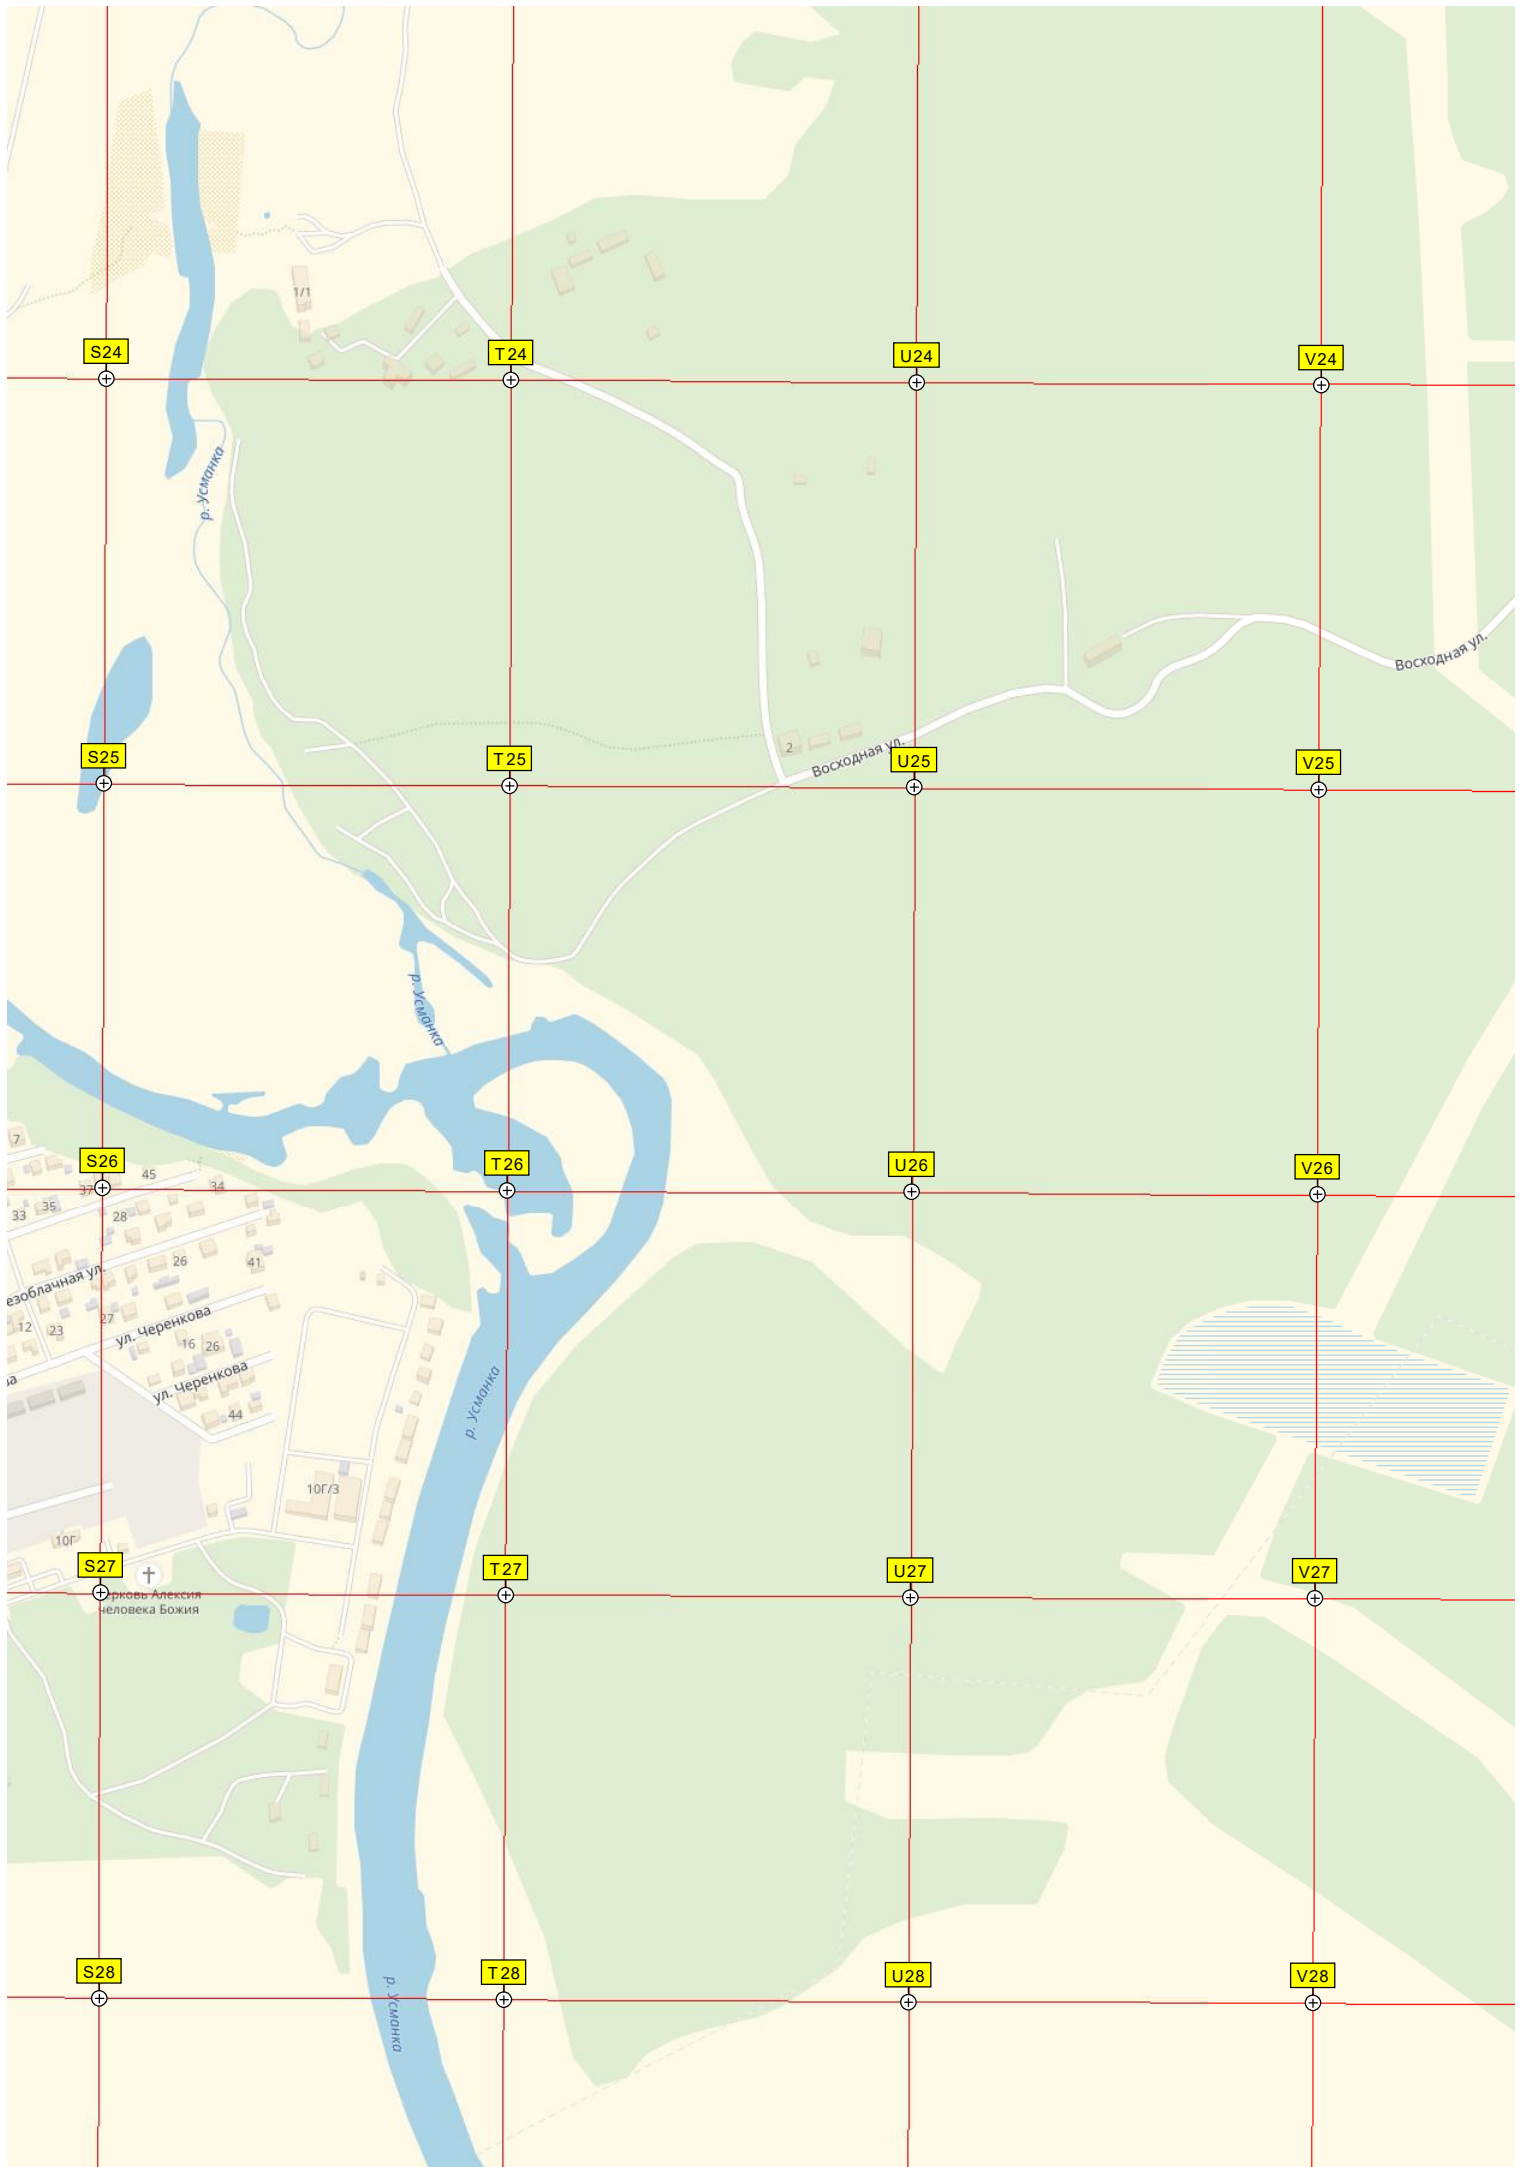 1/1
S24
T24
U24
V24
р. Усманка
Восходная ул.
2
Восходная ул.
S25
T25
U25
V25
р. Усманка
7
S26
T26
U26
V26
45
37
34
33
35
28
26
41
езоблачная ул.
27
12
23
ул. Черенкова
16
26
ва
ул. Черенкова
44
р. Усманка
10Г/3
10Г
S27
T27
U27
V27
ерковь Алексия
человека Божия
S28
T28
U28
V28
р. Усманка